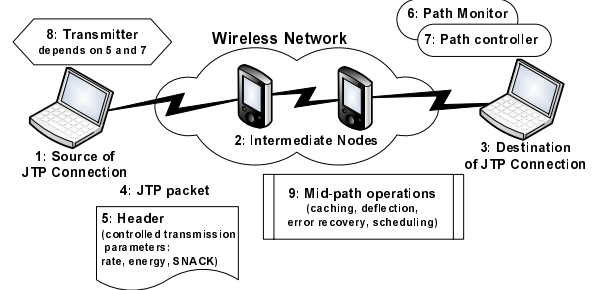 6: Path Monitor
8: Transmitter
depends on 5 and 7
Wireless Network
7: Path controller
2: Intermediate Nodes
1: Source of
JTP Connection
3: Destination
of JTP Connection
4: JTP packet
9: Mid-path operations
(caching, deflection,
error recovery, scheduling)
5: Header
(controlled transmission
parameters:
rate, energy, SNACK)